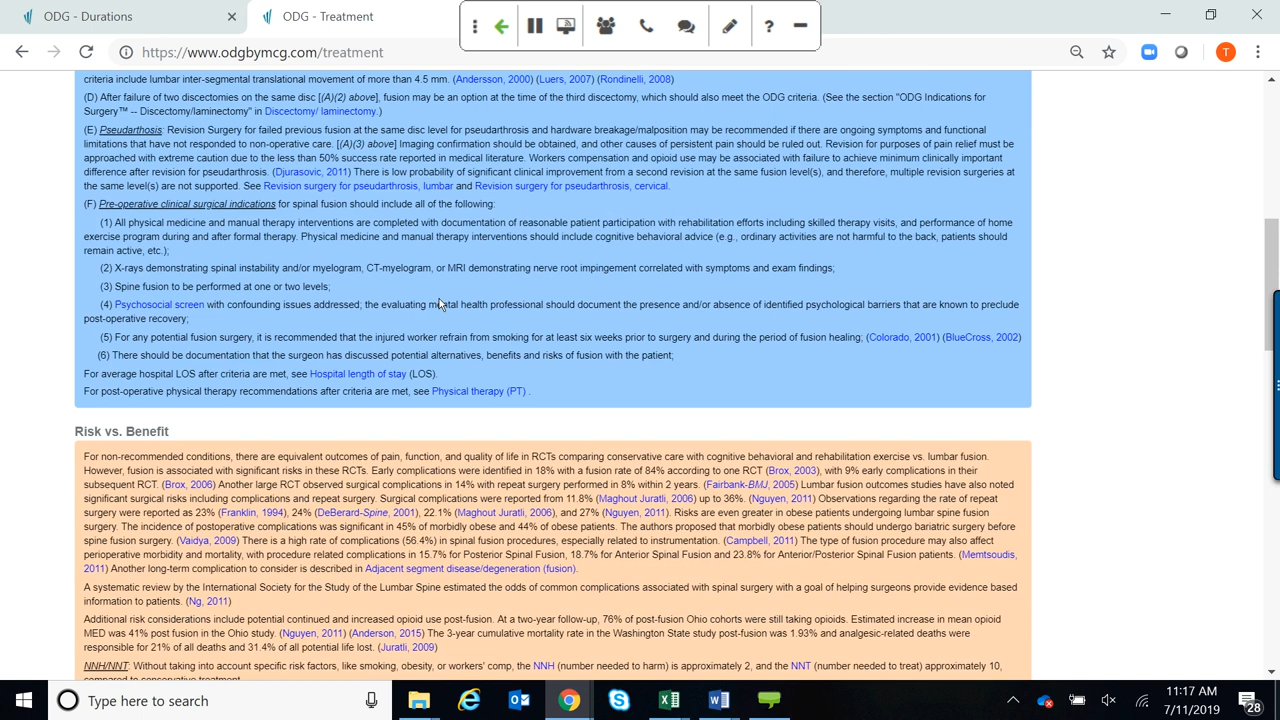 ODG - Durations
ODG - Treatment
https://www.odgbymcg.com/treatment
T
criteria include lumbar inter-segmental translational movement of more than 4.5 mm. (Andersson, 2000) (Luers, 2007) (Rondinelli, 2008)
(D) After failure of two discectomies on the same disc [(A)(2) above], fusion may be an option at the time of the third discectomy, which should also meet the ODG criteria. (See the section "ODG Indications for
Surgery™ -- Discectomy/laminectomy" in Discectomy/ laminectomy.)
(E) Pseudarthosis: Revision Surgery for failed previous fusion at the same disc level for pseudarthrosis and hardware breakage/malposition may be recommended if there are ongoing symptoms and functional
limitations that have not responded to non-operative care. [(A)(3) above] Imaging confirmation should be obtained, and other causes of persistent pain should be ruled out. Revision for purposes of pain relief must be
approached with extreme caution due to the less than 50% success rate reported in medical literature. Workers compensation and opioid use may be associated with failure to achieve minimum clinically important
difference after revision for pseudarthrosis. (Djurasovic, 2011) There is low probability of significant clinical improvement from a second revision at the same fusion level(s), and therefore, multiple revision surgeries at
the same level(s) are not supported. See Revision surgery for pseudarthrosis, lumbar and Revision surgery for pseudarthrosis, cervical.
(F) Pre-operative clinical surgical indications for spinal fusion should include all of the following:
(1) All physical medicine and manual therapy interventions are completed with documentation of reasonable patient participation with rehabilitation efforts including skilled therapy visits, and performance of home
exercise program during and after formal therapy. Physical medicine and manual therapy interventions should include cognitive behavioral advice (e.g., ordinary activities are not harmful to the back, patients should
remain active, etc.);
(2) X-rays demonstrating spinal instability and/or myelogram, CT-myelogram, or MRI demonstrating nerve root impingement correlated with symptoms and exam findings;
(3) Spine fusion to be performed at one or two levels;
(4) Psychosocial screen with confounding issues addressed; the evaluating mental health professional should document the presence and/or absence of identified psychological barriers that are known to preclude
post-operative recovery;
(5) For any potential fusion surgery, it is recommended that the injured worker refrain from smoking for at least six weeks prior to surgery and during the period of fusion healing; (Colorado, 2001) (BlueCross, 2002)
(6) There should be documentation that the surgeon has discussed potential alternatives, benefits and risks of fusion with the patient;
For average hospital LOS after criteria are met, see Hospital length of stay (LOS).
For post-operative physical therapy recommendations after criteria are met, see Physical therapy (PT) .
Risk vs. Benefit
For non-recommended conditions, there are equivalent outcomes of pain, function, and quality of life in RCTs comparing conservative care with cognitive behavioral and rehabilitation exercise vs. lumbar fusion.
However, fusion is associated with significant risks in these RCTs. Early complications were identified in 18% with a fusion rate of 84% according to one RCT (Brox, 2003), with 9% early complications in their
subsequent RCT. (Brox, 2006) Another large RCT observed surgical complications in 14% with repeat surgery performed in 8% within 2 years. (Fairbank-BMJ, 2005) Lumbar fusion outcomes studies have also noted
significant surgical risks including complications and repeat surgery. Surgical complications were reported from 11.8% (Maghout Juratli, 2006) up to 36%. (Nguyen, 2011) Observations regarding the rate of repeat
surgery were reported as 23% (Franklin, 1994), 24% (DeBerard-Spine, 2001), 22.1% (Maghout Juratli, 2006), and 27% (Nguyen, 2011). Risks are even greater in obese patients undergoing lumbar spine fusion
surgery. The incidence of postoperative complications was significant in 45% of morbidly obese and 44% of obese patients. The authors proposed that morbidly obese patients should undergo bariatric surgery before
spine fusion surgery. (Vaidya, 2009) There is a high rate of complications (56.4%) in spinal fusion procedures, especially related to instrumentation. (Campbell, 2011) The type of fusion procedure may also affect
perioperative morbidity and mortality, with procedure related complications in 15.7% for Posterior Spinal Fusion, 18.7% for Anterior Spinal Fusion and 23.8% for Anterior/Posterior Spinal Fusion patients. (Memtsoudis,
2011) Another long-term complication to consider is described in Adjacent segment disease/degeneration (fusion).
A systematic review by the International Society for the Study of the Lumbar Spine estimated the odds of common complications associated with spinal surgery with a goal of helping surgeons provide evidence based
information to patients. (Ng, 2011)
Additional risk considerations include potential continued and increased opioid use post-fusion. At a two-year follow-up, 76% of post-fusion Ohio cohorts were still taking opioids. Estimated increase in mean opioid
MED was 41% post fusion in the Ohio study. (Nguyen, 2011) (Anderson, 2015) The 3-year cumulative mortality rate in the Washington State study post-fusion was 1.93% and analgesic-related deaths were
responsible for 21% of all deaths and 31.4% of all potential life lost. (Juratli, 2009)
NNH/NNT: Without taking into account specific risk factors, like smoking, obesity, or workers' comp, the NNH (number needed to harm) is approximately 2, and the NNT (number needed to treat) approximately 10,
compared to conservative treatment.
Type here to search
11:17 AM
7/11/2019
28